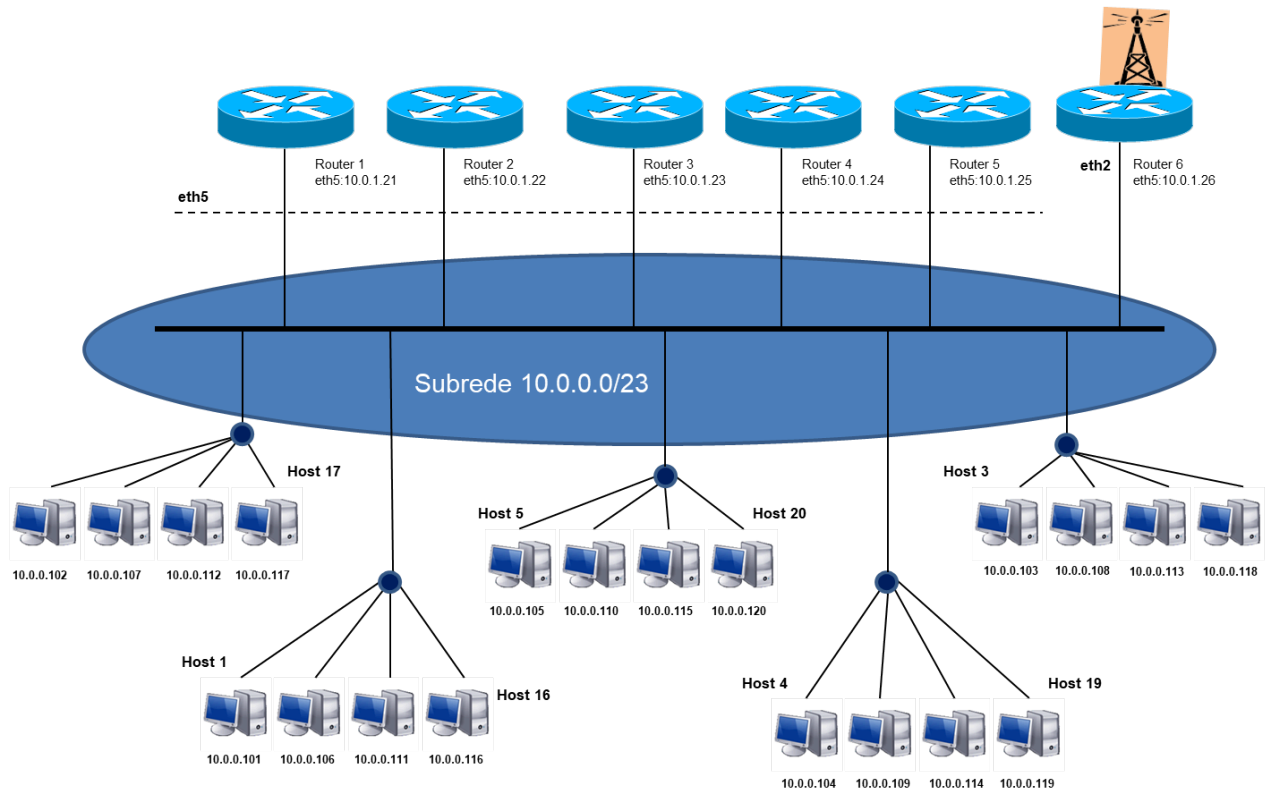 Router 1
eth5:10.0.1.21
Router 2
eth5:10.0.1.22
Router 3
eth5:10.0.1.23
Router 4
eth5:10.0.1.24
Router 5
eth5:10.0.1.25
eth2
Router 6
eth5:10.0.1.26
eth5
Subrede 10.0.0.0/23
Host 17
10.0.0.102
10.0.0.107
10.0.0.112
10.0.0.117
Host 5
Host 20
10.0.0.105
10.0.0.110
10.0.0.115
10.0.0.120
Host 3
10.0.0.103
10.0.0.108
10.0.0.113
10.0.0.118
Host 1
Host 16
10.0.0.101
10.0.0.106
10.0.0.111
10.0.0.116
Host 4
Host 19
10.0.0.104
10.0.0.109
10.0.0.114
10.0.0.119